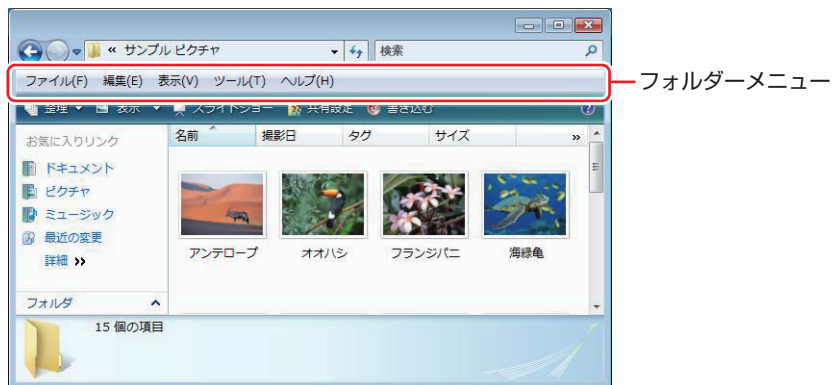 « サンプル ピクチャ 検索
ファイル(F) 編集(E) 表示(V) ツール(T) ヘルプ(H)
フォルダーメニュー
整理 表示 スライドショー 共有設定 書き込む
お気に入りリンク
ドキュメント
ピクチャ
ミュージック
最近の変更
詳細 »
フォルダ
名前 撮影日 タグ サイズ »
アンテロープ オオハシ フランジパニ 海緑亀
15 個の項目